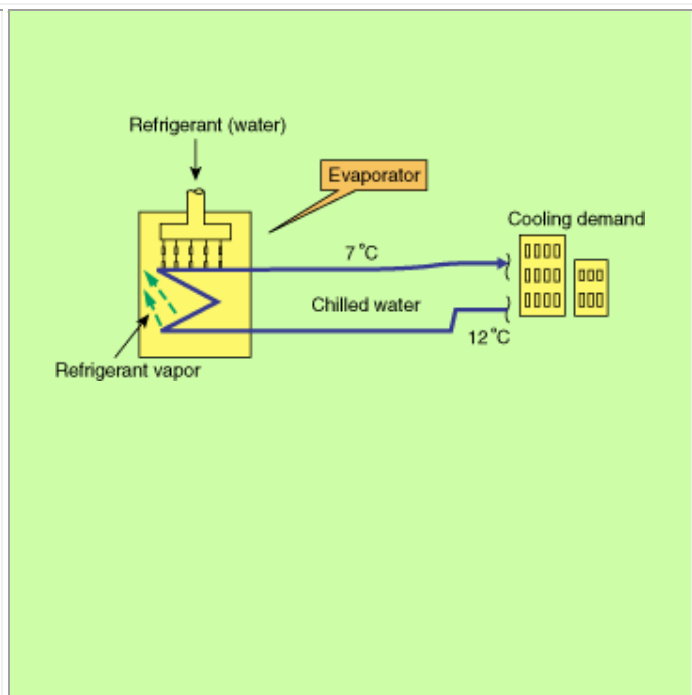 Refrigerant (water)
Evaporator
Cooling demand
7 °C
Chilled water
12 °C
Refrigerant vapor